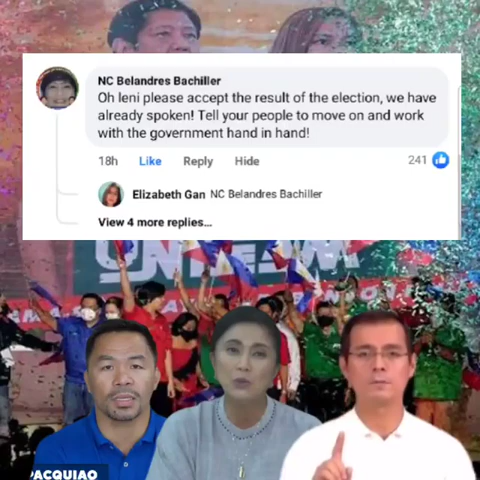 NC Belandres Bachiller
Oh leni please accept the result of the election, we have
already spoken! Tell your people to move on and work
with the government hand in hand!
18h Like Reply Hide 241
Elizabeth Gan NC Belandres Bachiller
View 4 more replies...
PACQUIAO